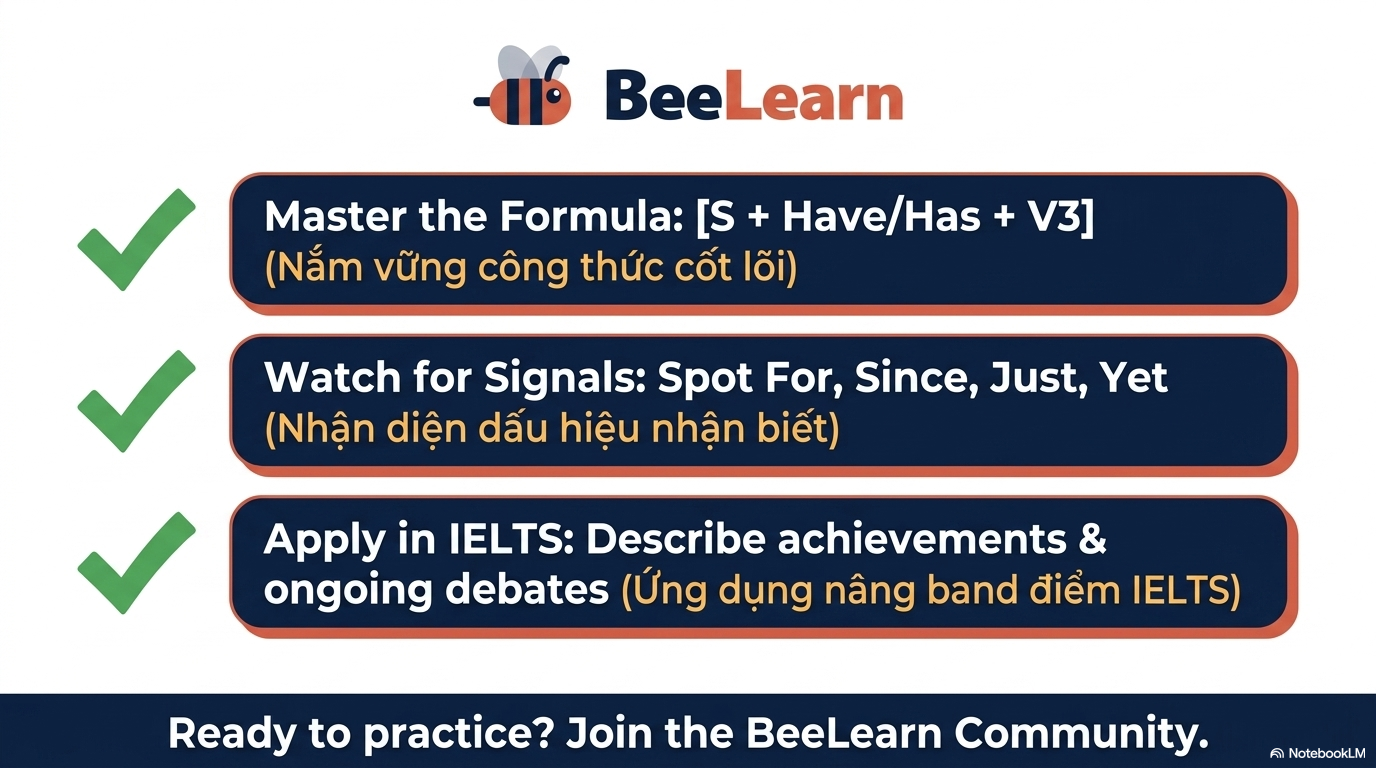 BeeLearn
Master the Formula: [S + Have/Has + V3]
(Nắm vững công thức cốt lõi)
Watch for Signals: Spot For, Since, Just, Yet
(Nhận diện dấu hiệu nhận biết)
Apply in IELTS: Describe achievements &
ongoing debates (Ứng dụng nâng band điểm IELTS)
Ready to practice? Join the BeeLearn Community.
NotebookLM